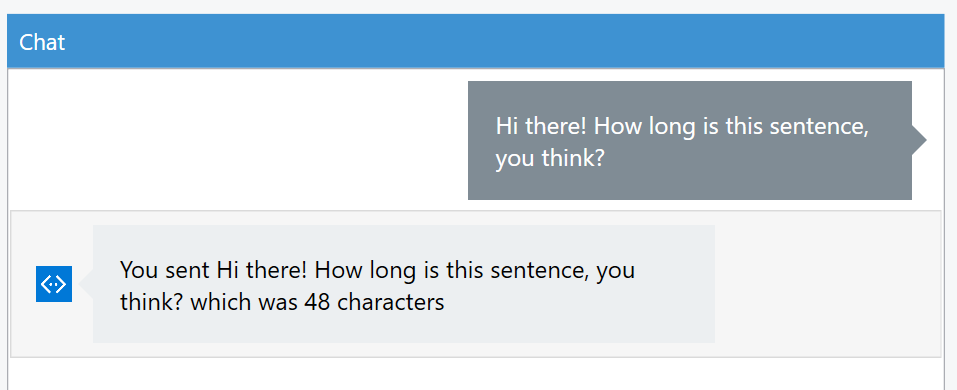 Chat
Hi there! How long is this sentence,
you think?
You sent Hi there! How long is this sentence, you
think? which was 48 characters